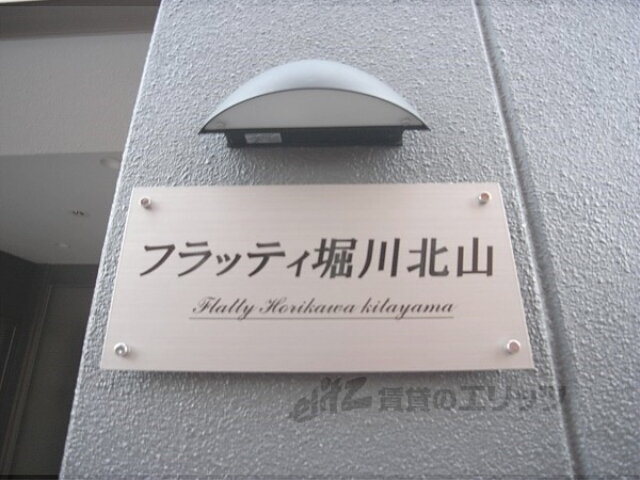 フラッティ堀川北山
Flatty Horikawa kitayama
elitz 賃貸のエリッツ